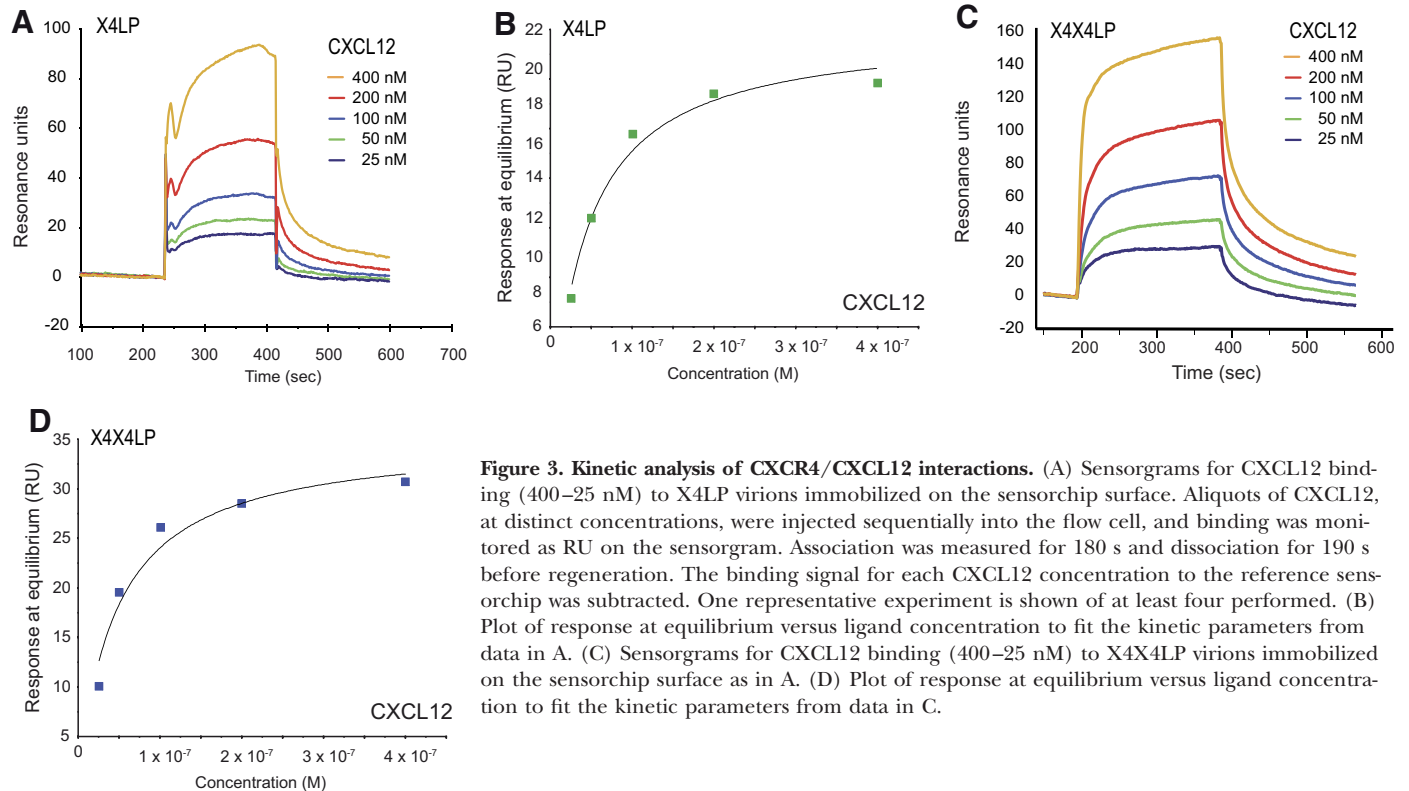 A
X4LP
CXCL12
400 nM
200 nM
100 nM
50 nM
25 nM
Resonance units
100
80
60
40
20
0
-20
100 200 300 400 500 600 700
Time (sec)
B
X4LP
Response at equilibrium (RU)
22
20
18
16
14
12
10
8
6
CXCL12
0 1 x 10⁻⁷ 2 x 10⁻⁷ 3 x 10⁻⁷ 4 x 10⁻⁷
Concentration (M)
C
X4X4LP
CXCL12
400 nM
200 nM
100 nM
50 nM
25 nM
Resonance units
160
140
120
100
80
60
40
20
0
-20
200 300 400 500 600
Time (sec)
D
X4X4LP
Response at equilibrium (RU)
35
30
25
20
15
10
5
CXCL12
0 1 x 10⁻⁷ 2 x 10⁻⁷ 3 x 10⁻⁷ 4 x 10⁻⁷
Concentration (M)
Figure 3. Kinetic analysis of CXCR4/CXCL12 interactions. (A) Sensorgrams for CXCL12 bind-
ing (400–25 nM) to X4LP virions immobilized on the sensorchip surface. Aliquots of CXCL12,
at distinct concentrations, were injected sequentially into the flow cell, and binding was moni-
tored as RU on the sensorgram. Association was measured for 180 s and dissociation for 190 s
before regeneration. The binding signal for each CXCL12 concentration to the reference sens-
orchip was subtracted. One representative experiment is shown of at least four performed. (B)
Plot of response at equilibrium versus ligand concentration to fit the kinetic parameters from
data in A. (C) Sensorgrams for CXCL12 binding (400–25 nM) to X4X4LP virions immobilized
on the sensorchip surface as in A. (D) Plot of response at equilibrium versus ligand concentra-
tion to fit the kinetic parameters from data in C.